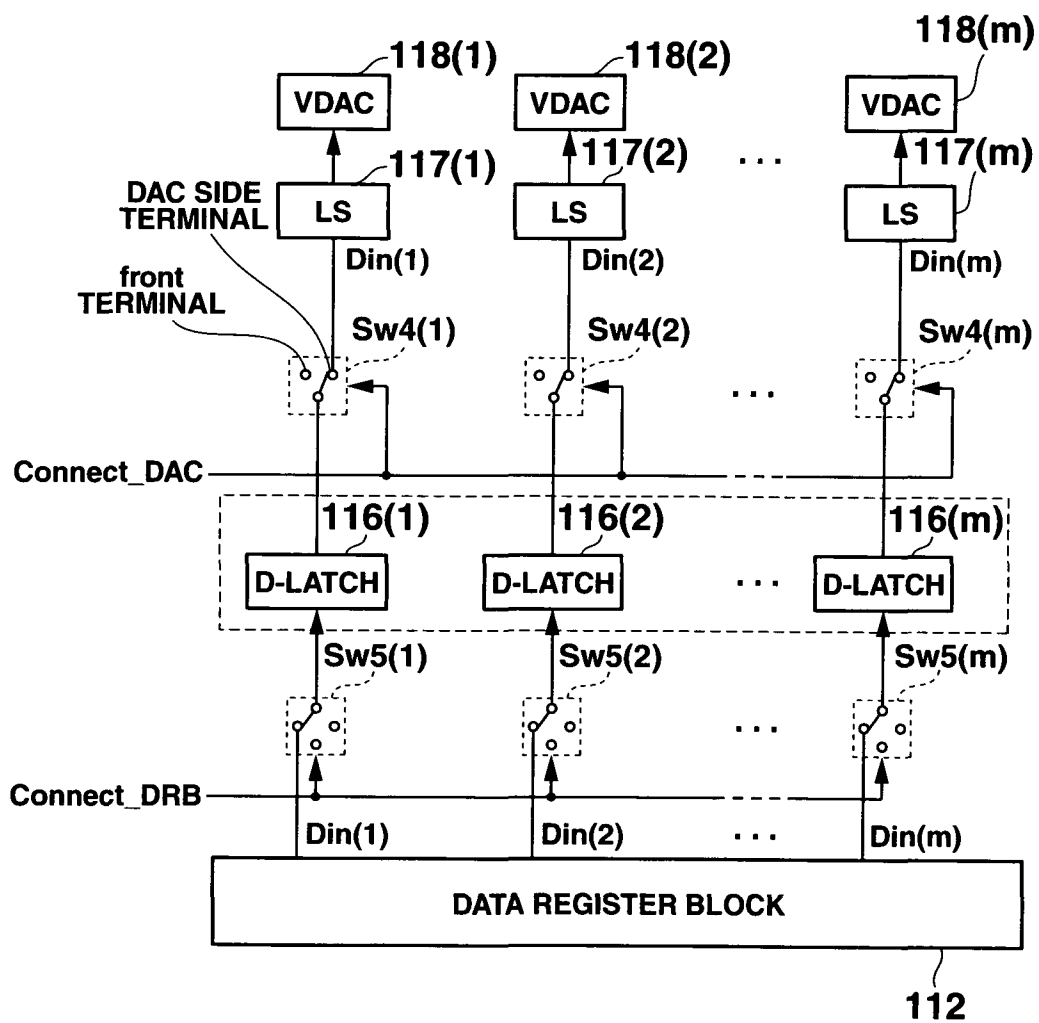 118(1)
118(2)
118(m)
VDAC
VDAC
VDAC
117(1)
117(2)
. . .
117(m)
DAC SIDE
TERMINAL
LS
LS
LS
Din(1)
Din(2)
Din(m)
front
TERMINAL
Sw4(1)
Sw4(2)
Sw4(m)
. . .
Connect_DAC
116(1)
116(2)
116(m)
D-LATCH
D-LATCH
. . .
D-LATCH
Sw5(1)
Sw5(2)
Sw5(m)
. . .
Connect_DRB
Din(1)
Din(2)
. . .
Din(m)
DATA REGISTER BLOCK
112